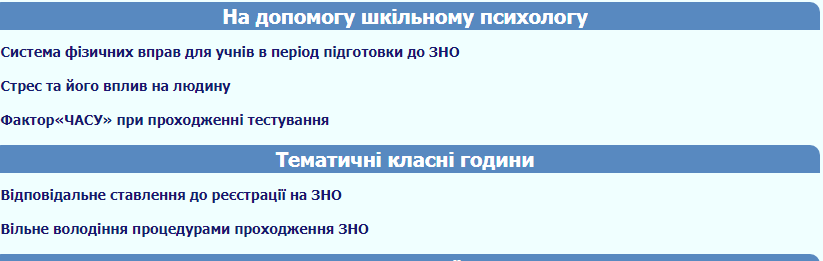 На допомогу шкільному психологу
Система фізичних вправ для учнів в період підготовки до ЗНО
Стрес та його вплив на людину
Фактор«ЧАСУ» при проходженні тестування
Тематичні класні години
Відповідальне ставлення до реєстрації на ЗНО
Вільне володіння процедурами проходження ЗНО